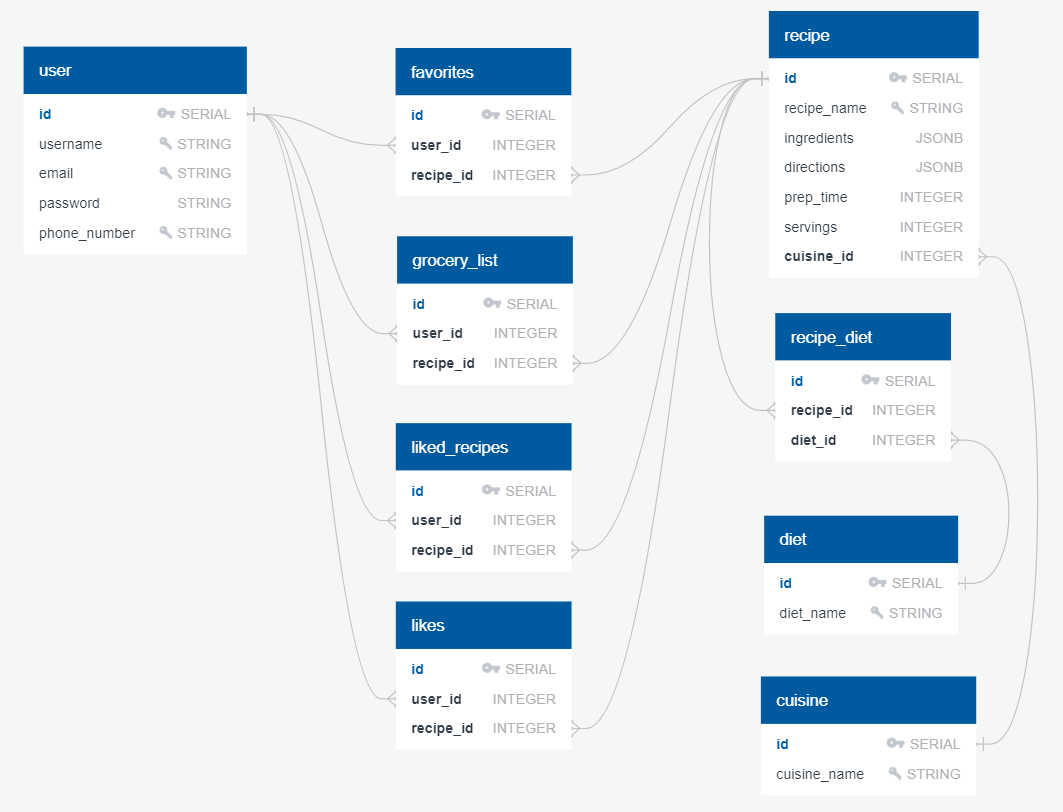 user
id SERIAL
username STRING
email STRING
password STRING
phone_number STRING
favorites
id SERIAL
user_id INTEGER
recipe_id INTEGER
grocery_list
id SERIAL
user_id INTEGER
recipe_id INTEGER
liked_recipes
id SERIAL
user_id INTEGER
recipe_id INTEGER
likes
id SERIAL
user_id INTEGER
recipe_id INTEGER
recipe
id SERIAL
recipe_name STRING
ingredients JSONB
directions JSONB
prep_time INTEGER
servings INTEGER
cuisine_id INTEGER
recipe_diet
id SERIAL
recipe_id INTEGER
diet_id INTEGER
diet
id SERIAL
diet_name STRING
cuisine
id SERIAL
cuisine_name STRING